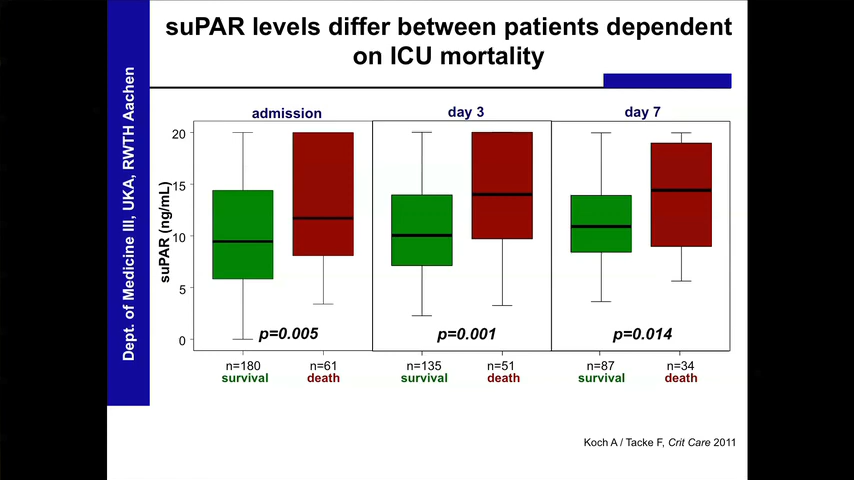 suPAR levels differ between patients dependent
on ICU mortality
Dept. of Medicine III, UKA, RWTH Aachen
admission
day 3
day 7
suPAR (ng/mL)
20
15
10
5
0
p=0.005
p=0.001
p=0.014
n=180
survival
n=61
death
n=135
survival
n=51
death
n=87
survival
n=34
death
Koch A / Tacke F, Crit Care 2011